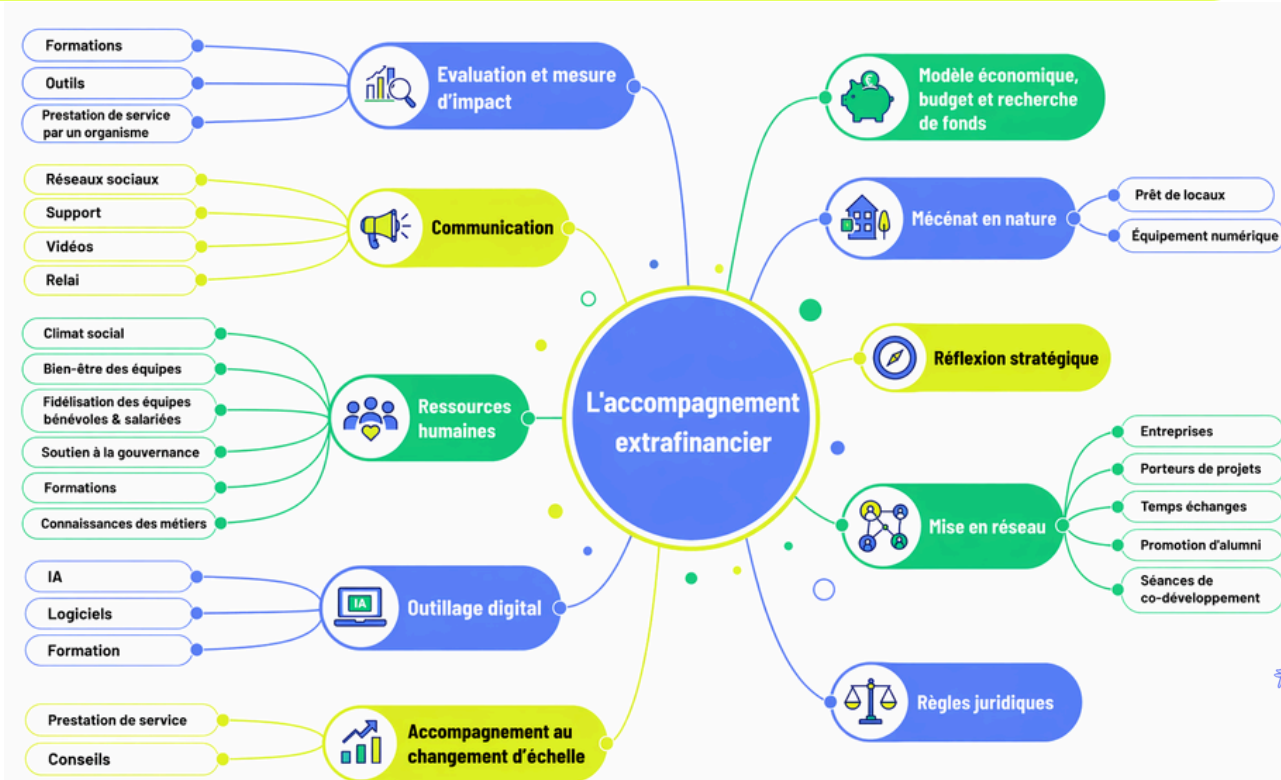 L'accompagnement
extrafinancier
Evaluation et mesure
d'impact
Formations
Outils
Prestation de service
par un organisme
Communication
Réseaux sociaux
Support
Vidéos
Relai
Ressources
humaines
Climat social
Bien-être des équipes
Fidélisation des équipes
bénévoles & salariées
Soutien à la gouvernance
Formations
Connaissances des métiers
Outillage digital
IA
IA
Logiciels
Formation
Accompagnement au
changement d'échelle
Prestation de service
Conseils
Modèle économique,
budget et recherche
de fonds
€
Mécénat en nature
Prêt de locaux
Équipement numérique
Réflexion stratégique
Mise en réseau
Entreprises
Porteurs de projets
Temps échanges
Promotion d'alumni
Séances de
co-développement
Règles juridiques